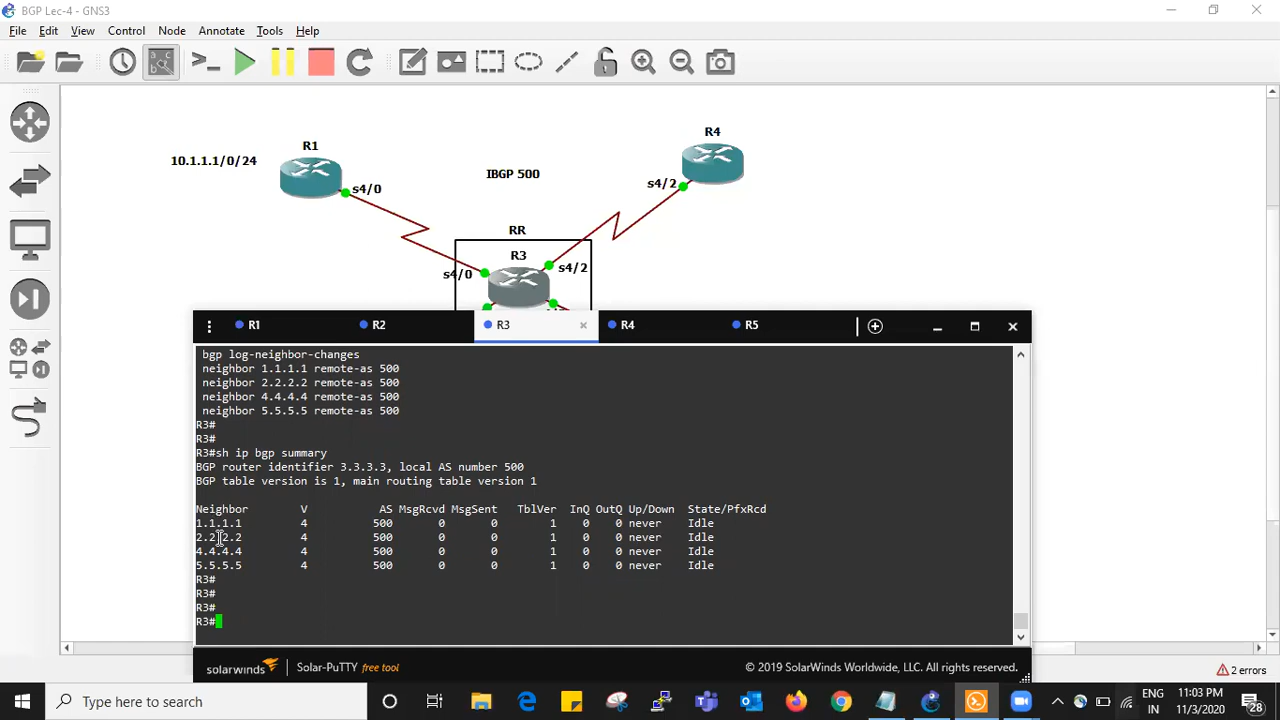 BGP Lec-4 - GNS3
File Edit View Control Node Annotate Tools Help
R1
R4
10.1.1.1/0/24
IBGP 500
s4/0
s4/2
RR
R3
s4/0
s4/2
R1 R2 R3 × R4 R5
bgp log-neighbor-changes
neighbor 1.1.1.1 remote-as 500
neighbor 2.2.2.2 remote-as 500
neighbor 4.4.4.4 remote-as 500
neighbor 5.5.5.5 remote-as 500
R3#
R3#
R3#sh ip bgp summary
BGP router identifier 3.3.3.3, local AS number 500
BGP table version is 1, main routing table version 1
Neighbor V AS MsgRcvd MsgSent TblVer InQ OutQ Up/Down State/PfxRcd
1.1.1.1 4 500 0 0 1 0 0 never Idle
2.2.2.2 4 500 0 0 1 0 0 never Idle
4.4.4.4 4 500 0 0 1 0 0 never Idle
5.5.5.5 4 500 0 0 1 0 0 never Idle
R3#
R3#
R3#
R3#
solarwinds Solar-PuTTY free tool © 2019 SolarWinds Worldwide, LLC. All rights reserved.
2 errors
Type here to search
ENG
IN
11:03 PM
11/3/2020
28